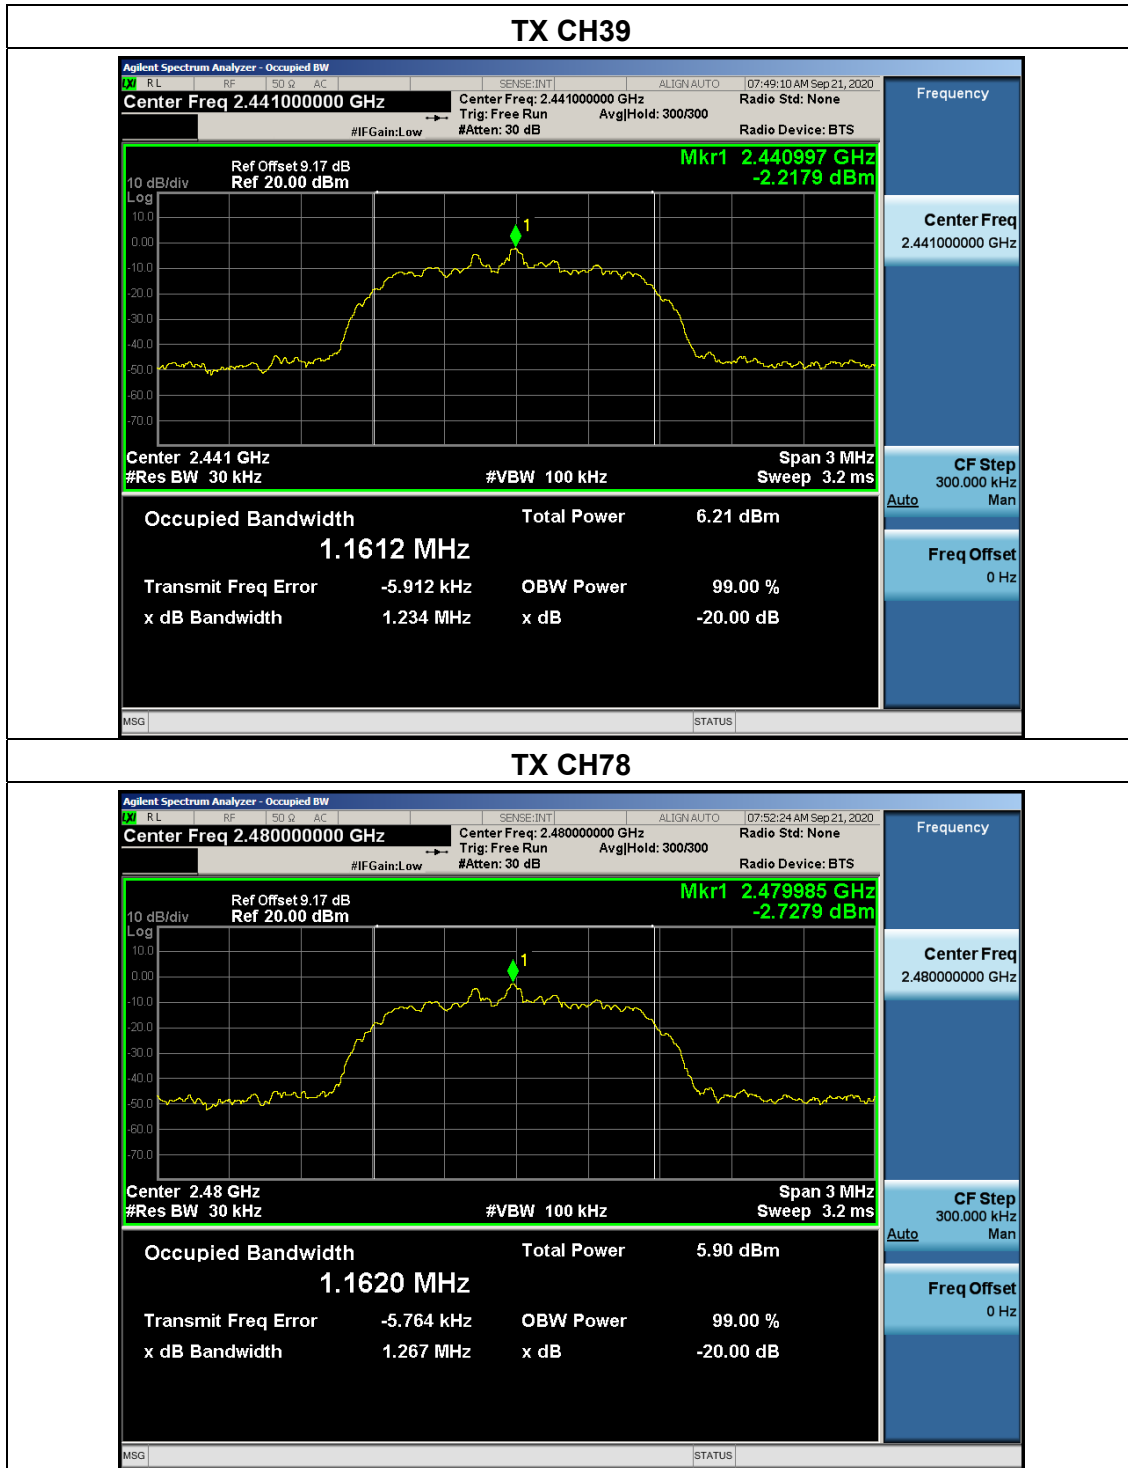 TX CH39
Agilent Spectrum Analyzer - Occupied BW
LXI RL RF 50 Ω AC SENSE:INT ALIGN AUTO 07:49:10 AM Sep 21, 2020
Center Freq 2.441000000 GHz
Center Freq: 2.441000000 GHz
Radio Std: None
Trig: Free Run Avg|Hold: 300/300
#IFGain:Low #Atten: 30 dB Radio Device: BTS
Frequency
Mkr1 2.440997 GHz
-2.2179 dBm
Ref Offset 9.17 dB
10 dB/div Ref 20.00 dBm
Log
10.0
0.00
-10.0
-20.0
-30.0
-40.0
-50.0
-60.0
-70.0
1
Center Freq
2.441000000 GHz
Center 2.441 GHz Span 3 MHz
#Res BW 30 kHz #VBW 100 kHz Sweep 3.2 ms
CF Step
300.000 kHz
Auto Man
Occupied Bandwidth Total Power 6.21 dBm
1.1612 MHz
Transmit Freq Error -5.912 kHz OBW Power 99.00 %
x dB Bandwidth 1.234 MHz x dB -20.00 dB
Freq Offset
0 Hz
MSG STATUS
TX CH78
Agilent Spectrum Analyzer - Occupied BW
LXI RL RF 50 Ω AC SENSE:INT ALIGN AUTO 07:52:24 AM Sep 21, 2020
Center Freq 2.480000000 GHz
Center Freq: 2.480000000 GHz
Radio Std: None
Trig: Free Run Avg|Hold: 300/300
#IFGain:Low #Atten: 30 dB Radio Device: BTS
Frequency
Mkr1 2.479985 GHz
-2.7279 dBm
Ref Offset 9.17 dB
10 dB/div Ref 20.00 dBm
Log
10.0
0.00
-10.0
-20.0
-30.0
-40.0
-50.0
-60.0
-70.0
1
Center Freq
2.480000000 GHz
Center 2.48 GHz Span 3 MHz
#Res BW 30 kHz #VBW 100 kHz Sweep 3.2 ms
CF Step
300.000 kHz
Auto Man
Occupied Bandwidth Total Power 5.90 dBm
1.1620 MHz
Transmit Freq Error -5.764 kHz OBW Power 99.00 %
x dB Bandwidth 1.267 MHz x dB -20.00 dB
Freq Offset
0 Hz
MSG STATUS